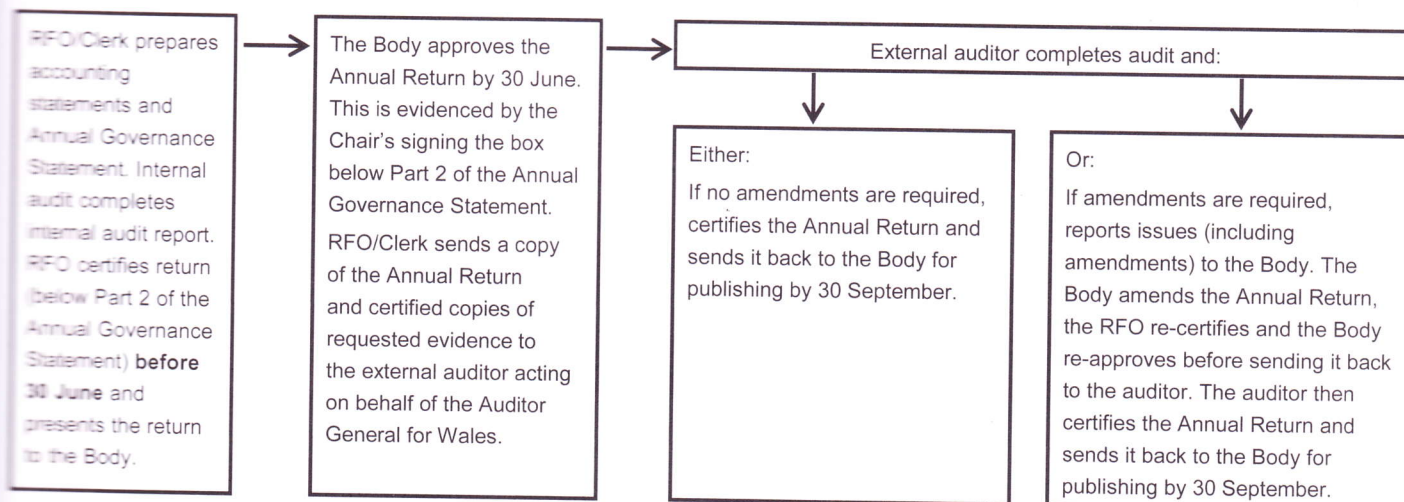 RFO/Clerk prepares
accounting
statements and
Annual Governance
Statement. Internal
audit completes
internal audit report.
RFO certifies return
(below Part 2 of the
Annual Governance
Statement) before
30 June and
presents the return
to the Body.
The Body approves the
Annual Return by 30 June.
This is evidenced by the
Chair's signing the box
below Part 2 of the Annual
Governance Statement.
RFO/Clerk sends a copy
of the Annual Return
and certified copies of
requested evidence to
the external auditor acting
on behalf of the Auditor
General for Wales.
External auditor completes audit and:
Either:
If no amendments are required,
certifies the Annual Return and
sends it back to the Body for
publishing by 30 September.
Or:
If amendments are required,
reports issues (including
amendments) to the Body. The
Body amends the Annual Return,
the RFO re-certifies and the Body
re-approves before sending it back
to the auditor. The auditor then
certifies the Annual Return and
sends it back to the Body for
publishing by 30 September.